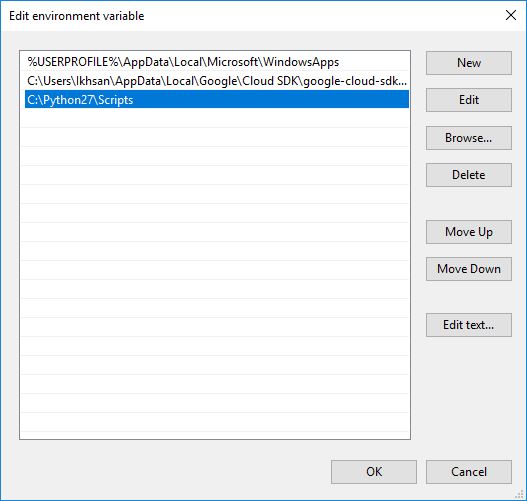 Edit environment variable
%USERPROFILE%\AppData\Local\Microsoft\WindowsApps
C:\Users\Ikhsan\AppData\Local\Google\Cloud SDK\google-cloud-sdk...
C:\Python27\Scripts
New
Edit
Browse...
Delete
Move Up
Move Down
Edit text...
OK
Cancel